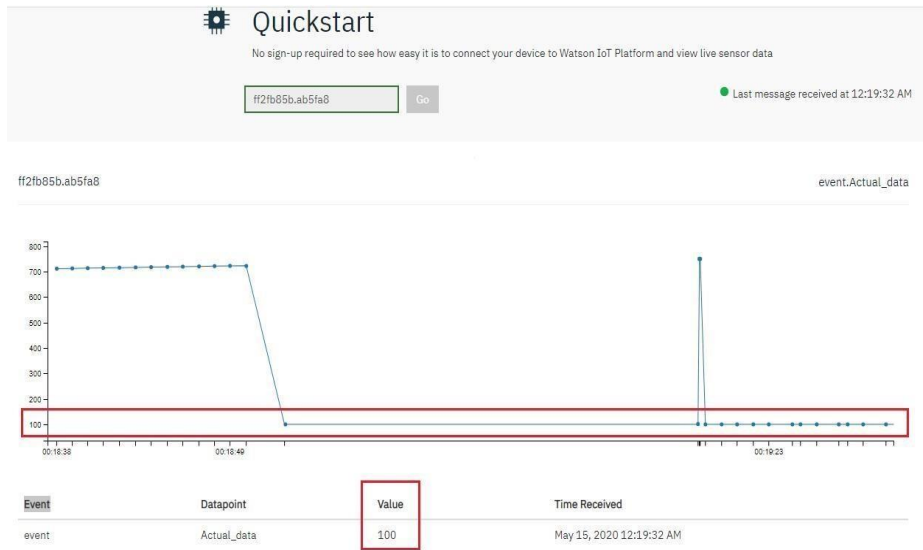 Quickstart
No sign-up required to see how easy it is to connect your device to Watson IoT Platform and view live sensor data
ff2fb85b.ab5fa8 Go
Last message received at 12:19:32 AM
ff2fb85b.ab5fa8 event.Actual_data
800
700
600
500
400
300
200
100
00:18:38 00:18:49 00:19:23
Event Datapoint Value Time Received
event Actual_data 100 May 15, 2020 12:19:32 AM